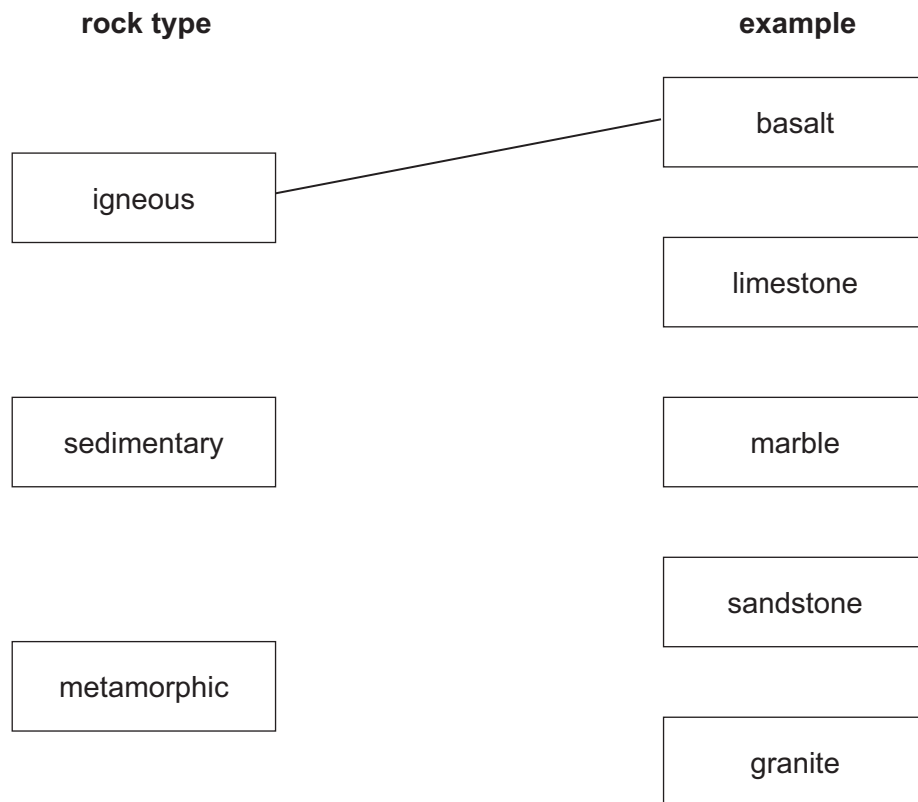 rock type
example
basalt
igneous
limestone
sedimentary
marble
sandstone
metamorphic
granite